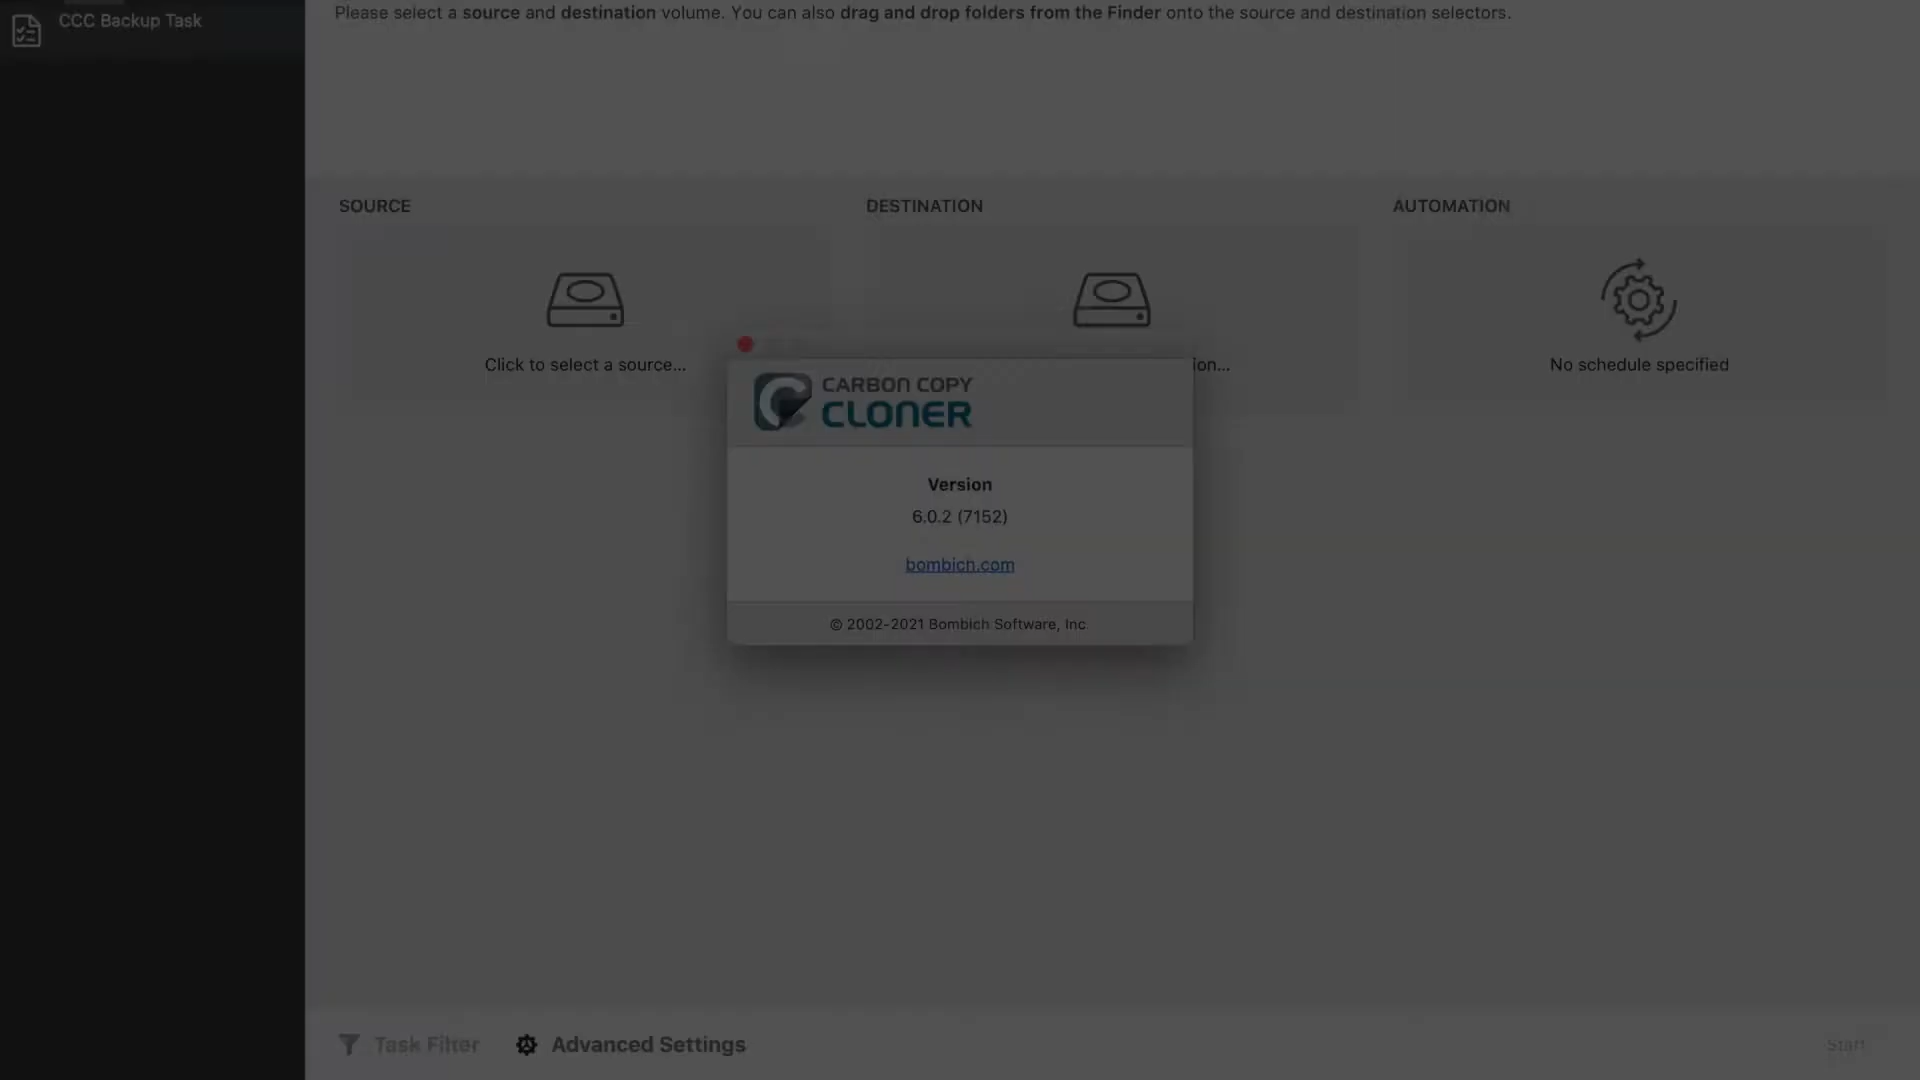 CCC Backup Task
Please select a source and destination volume. You can also drag and drop folders from the Finder onto the source and destination selectors.
SOURCE
DESTINATION
AUTOMATION
Click to select a source...
ion...
No schedule specified
CARBON COPY
CLONER
Version
6.0.2 (7152)
bombich.com
© 2002-2021 Bombich Software, Inc.
Task Filter
Advanced Settings
Start